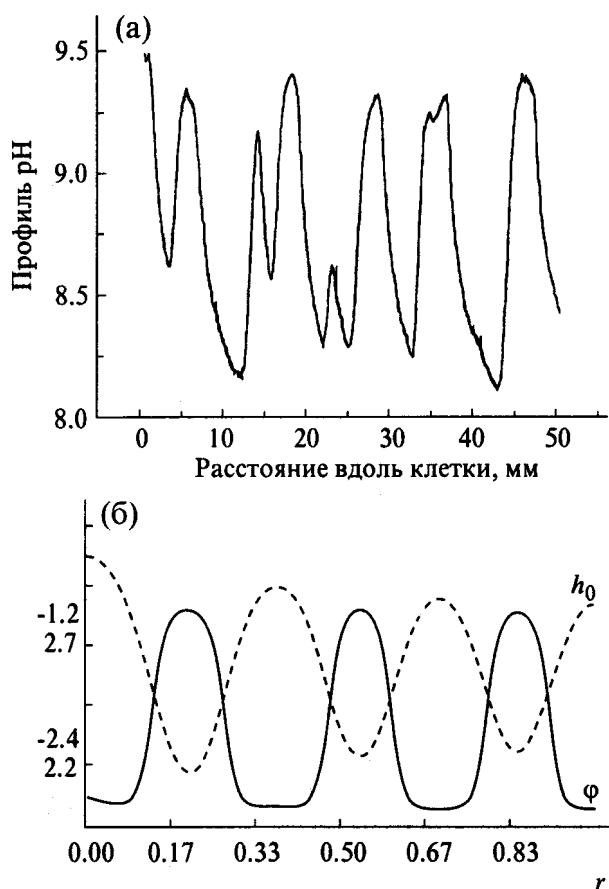 (а)
Профиль pH
9.5
9.0
8.5
8.0
0 10 20 30 40 50
Расстояние вдоль клетки, мм
(б)
h0
-1.2
2.7
-2.4
2.2
φ
0.00 0.17 0.33 0.50 0.67 0.83
r